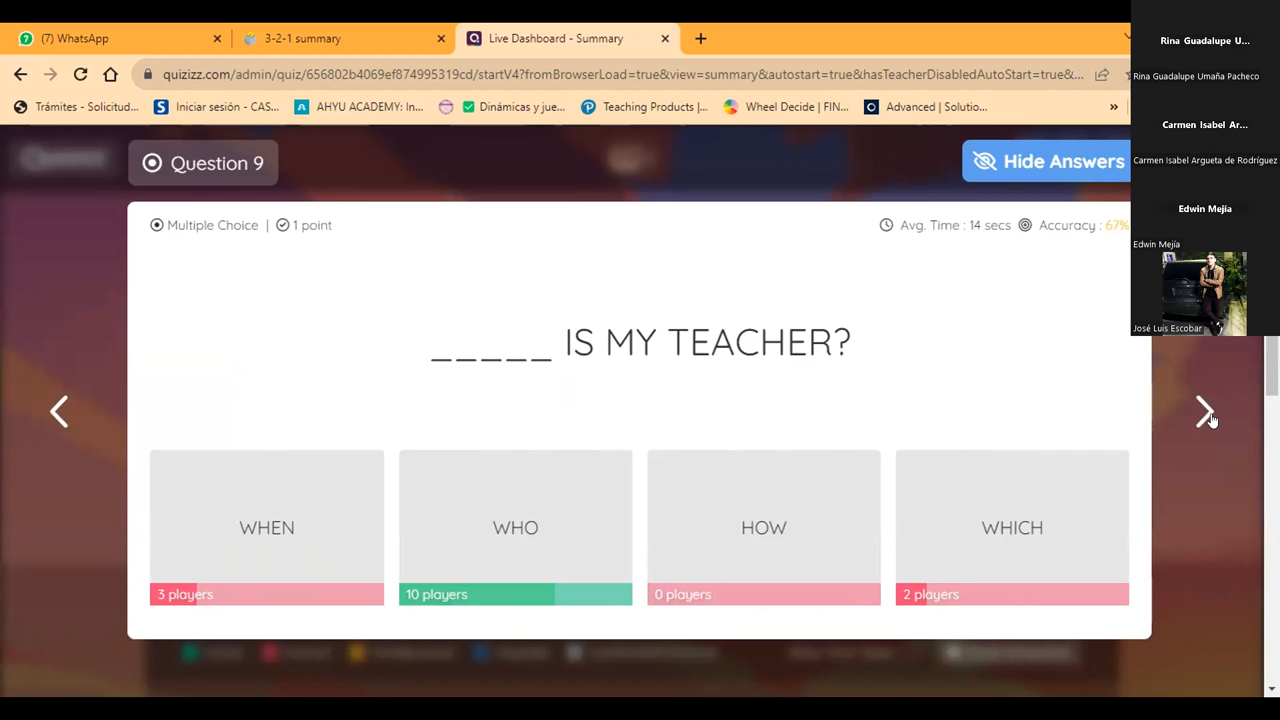 (7) WhatsApp
3-2-1 summary
Live Dashboard - Summary
quizizz.com/admin/quiz/656802b4069ef874995319cd/startV4?fromBrowserLoad=true&view=summary&autostart=true&hasTeacherDisabledAutoStart=true&...
Trámites - Solicitud...
Iniciar sesión - CAS...
AHYU ACADEMY: In...
Dinámicas y jue...
Teaching Products |...
Wheel Decide | FIN...
Advanced | Solutio...
»
Rina Guadalupe U...
Rina Guadalupe Umaña Pacheco
Carmen Isabel Ar...
Carmen Isabel Argueta de Rodríguez
Edwin Mejía
Edwin Mejía
José Luis Escobar
Question 9
Hide Answers
Multiple Choice | 1 point
Avg. Time : 14 secs
Accuracy : 67%
_____ IS MY TEACHER?
WHEN
WHO
HOW
WHICH
3 players
10 players
0 players
2 players